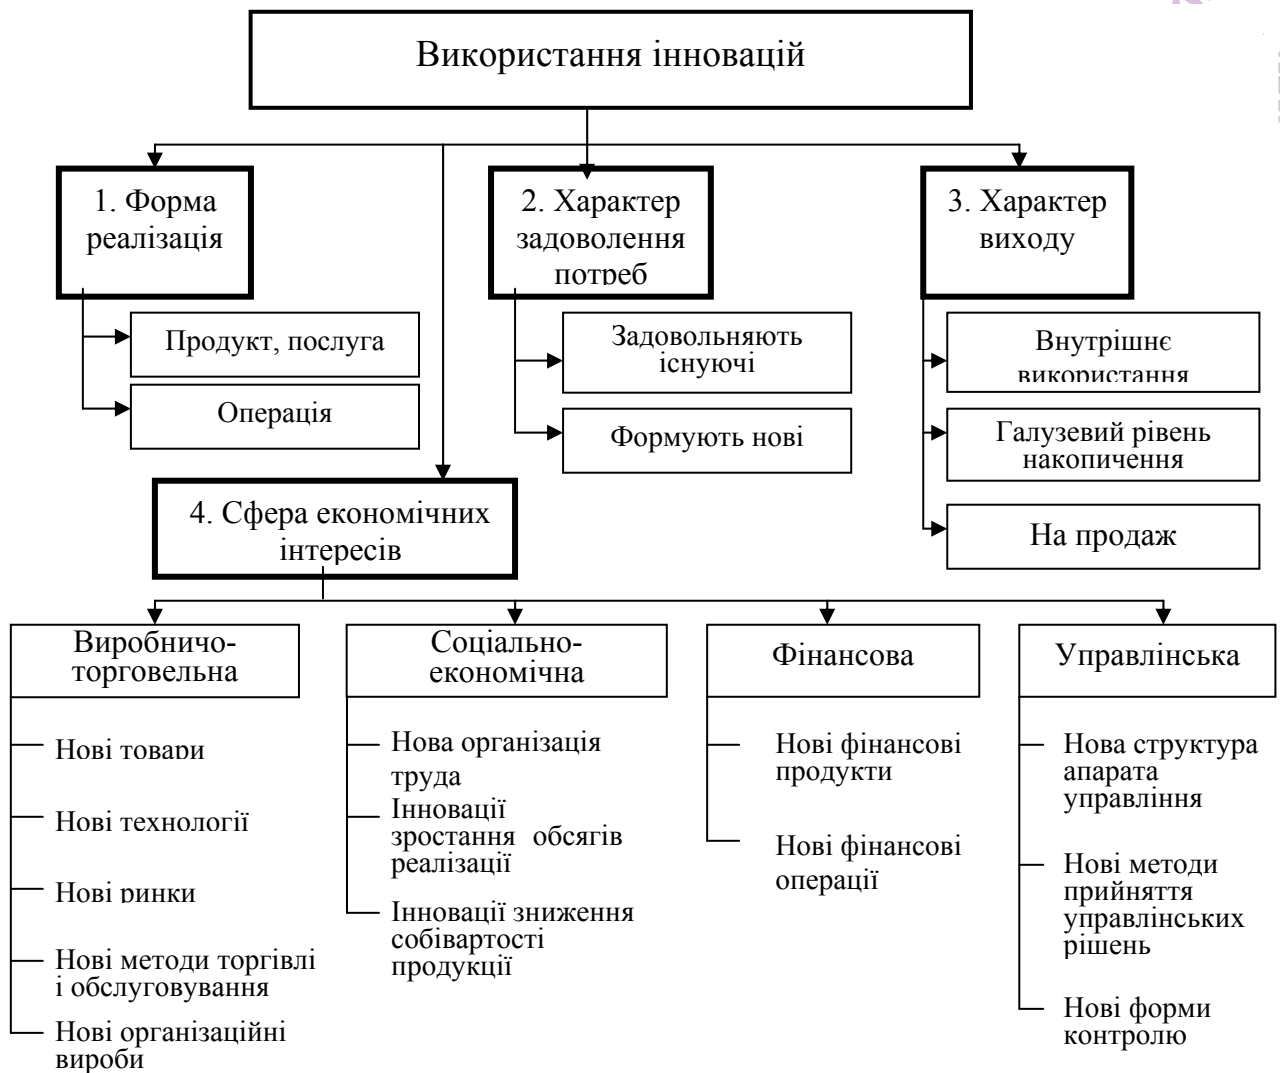 Використання інновацій
1. Форма
реалізація
2. Характер
задоволення
потреб
3. Характер
виходу
Продукт, послуга
Операція
Задовольняють
існуючі
Формують нові
Внутрішнє
використання
Галузевий рівень
накопичення
На продаж
4. Сфера економічних
інтересів
Виробничо-
торговельна
Соціально-
економічна
Фінансова
Управлінська
Нові товари
Нові технології
Нові ринки
Нові методи торгівлі
і обслуговування
Нові організаційні
вироби
Нова організація
труда
Інновації
зростання обсягів
реалізації
Інновації зниження
собівартості
продукції
Нові фінансові
продукти
Нові фінансові
операції
Нова структура
апарата
управління
Нові методи
прийняття
управлінських
рішень
Нові форми
контролю